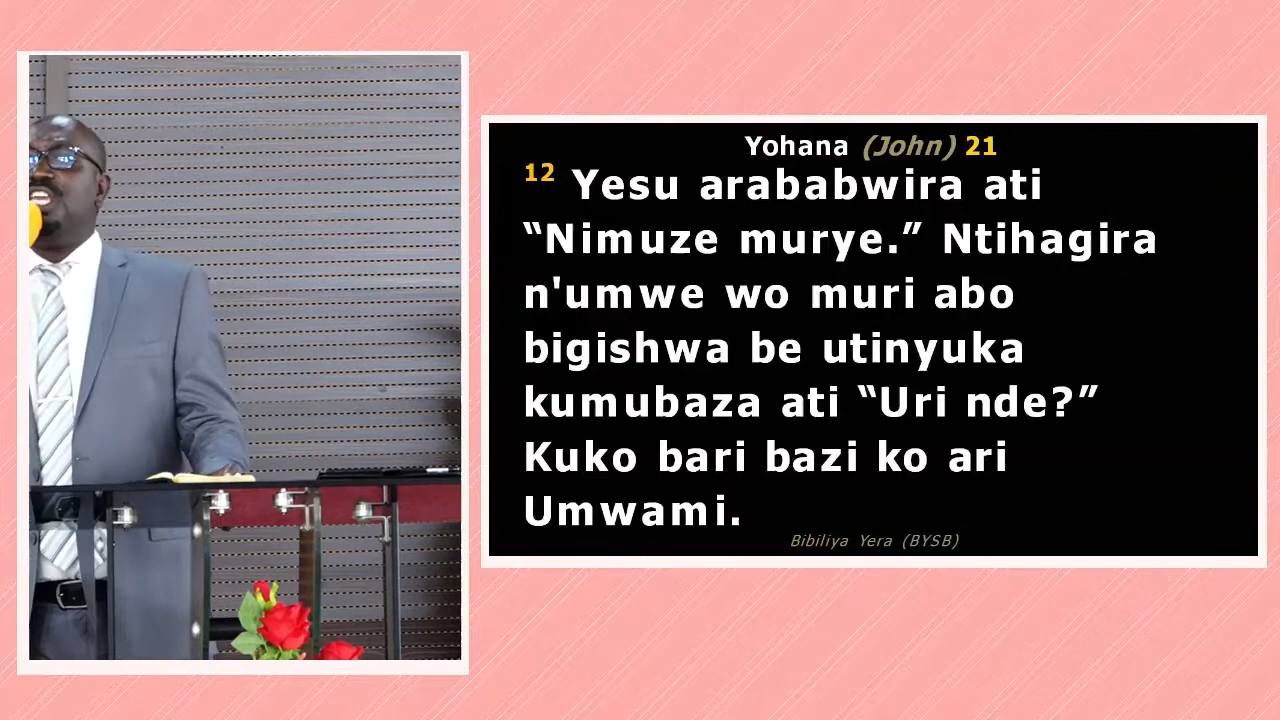 Yohana (John) 21
12 Yesu arababwira ati
“Nimuze murye.” Ntihagira
n'umwe wo muri abo
bigishwa be utinyuka
kumubaza ati “Uri nde?”
Kuko bari bazi ko ari
Umwami.
Bibiliya Yera (BYSB)